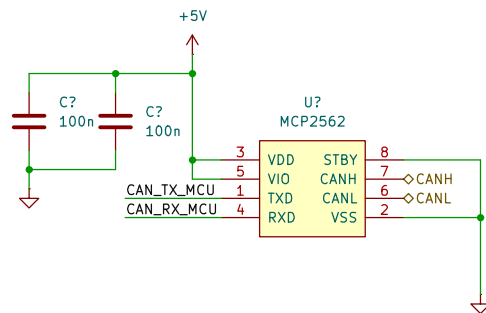 +5V
C?
100n
C?
100n
U?
MCP2562
3 VDD STBY 8
5 VIO CANH 7 CANH
CAN_TX_MCU 1 TXD CANL 6 CANL
CAN_RX_MCU 4 RXD VSS 2